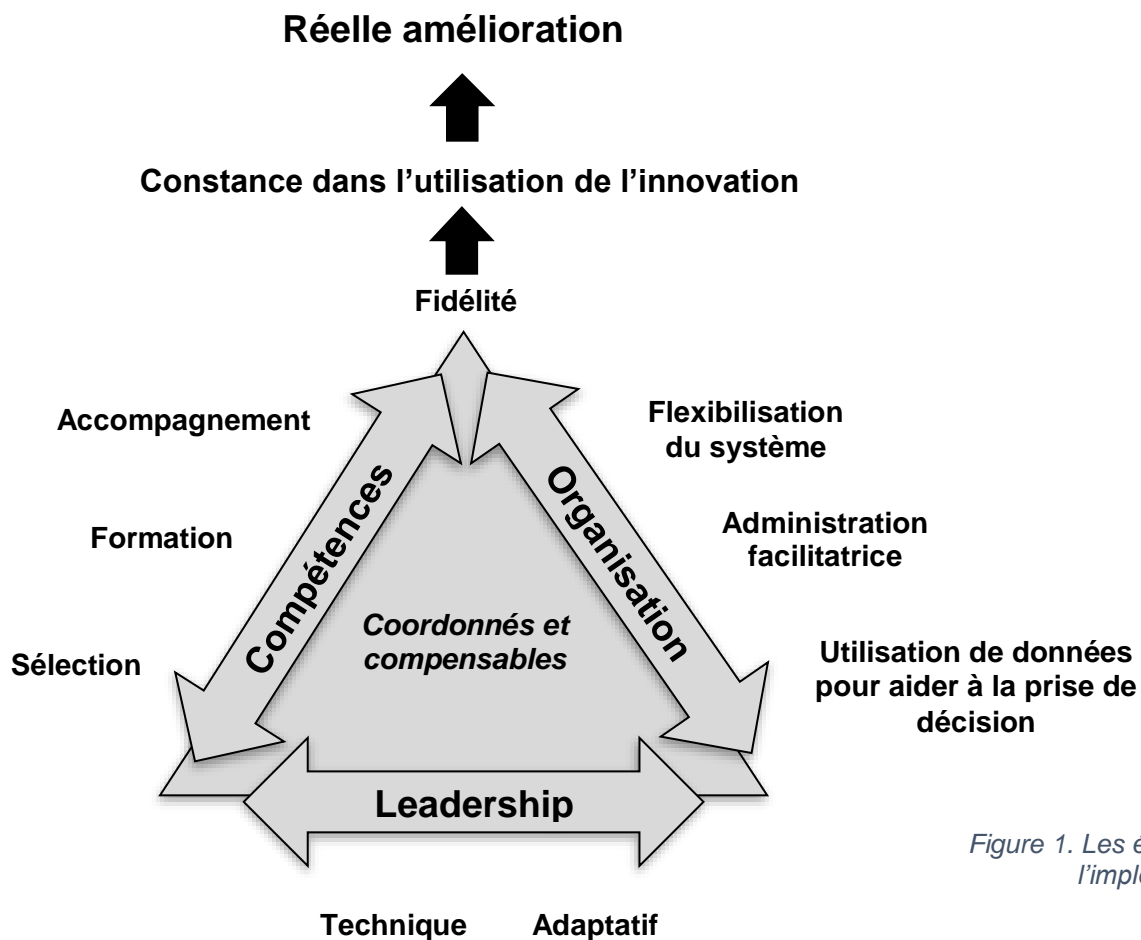 Réelle amélioration
Constance dans l'utilisation de l'innovation
Fidélité
Accompagnement
Formation
Sélection
Compétences
Organisation
Flexibilisation
du système
Administration
facilitatrice
Utilisation de données
pour aider à la prise de
décision
Coordonnés et
compensables
Leadership
Technique
Adaptatif
Figure 1. Les